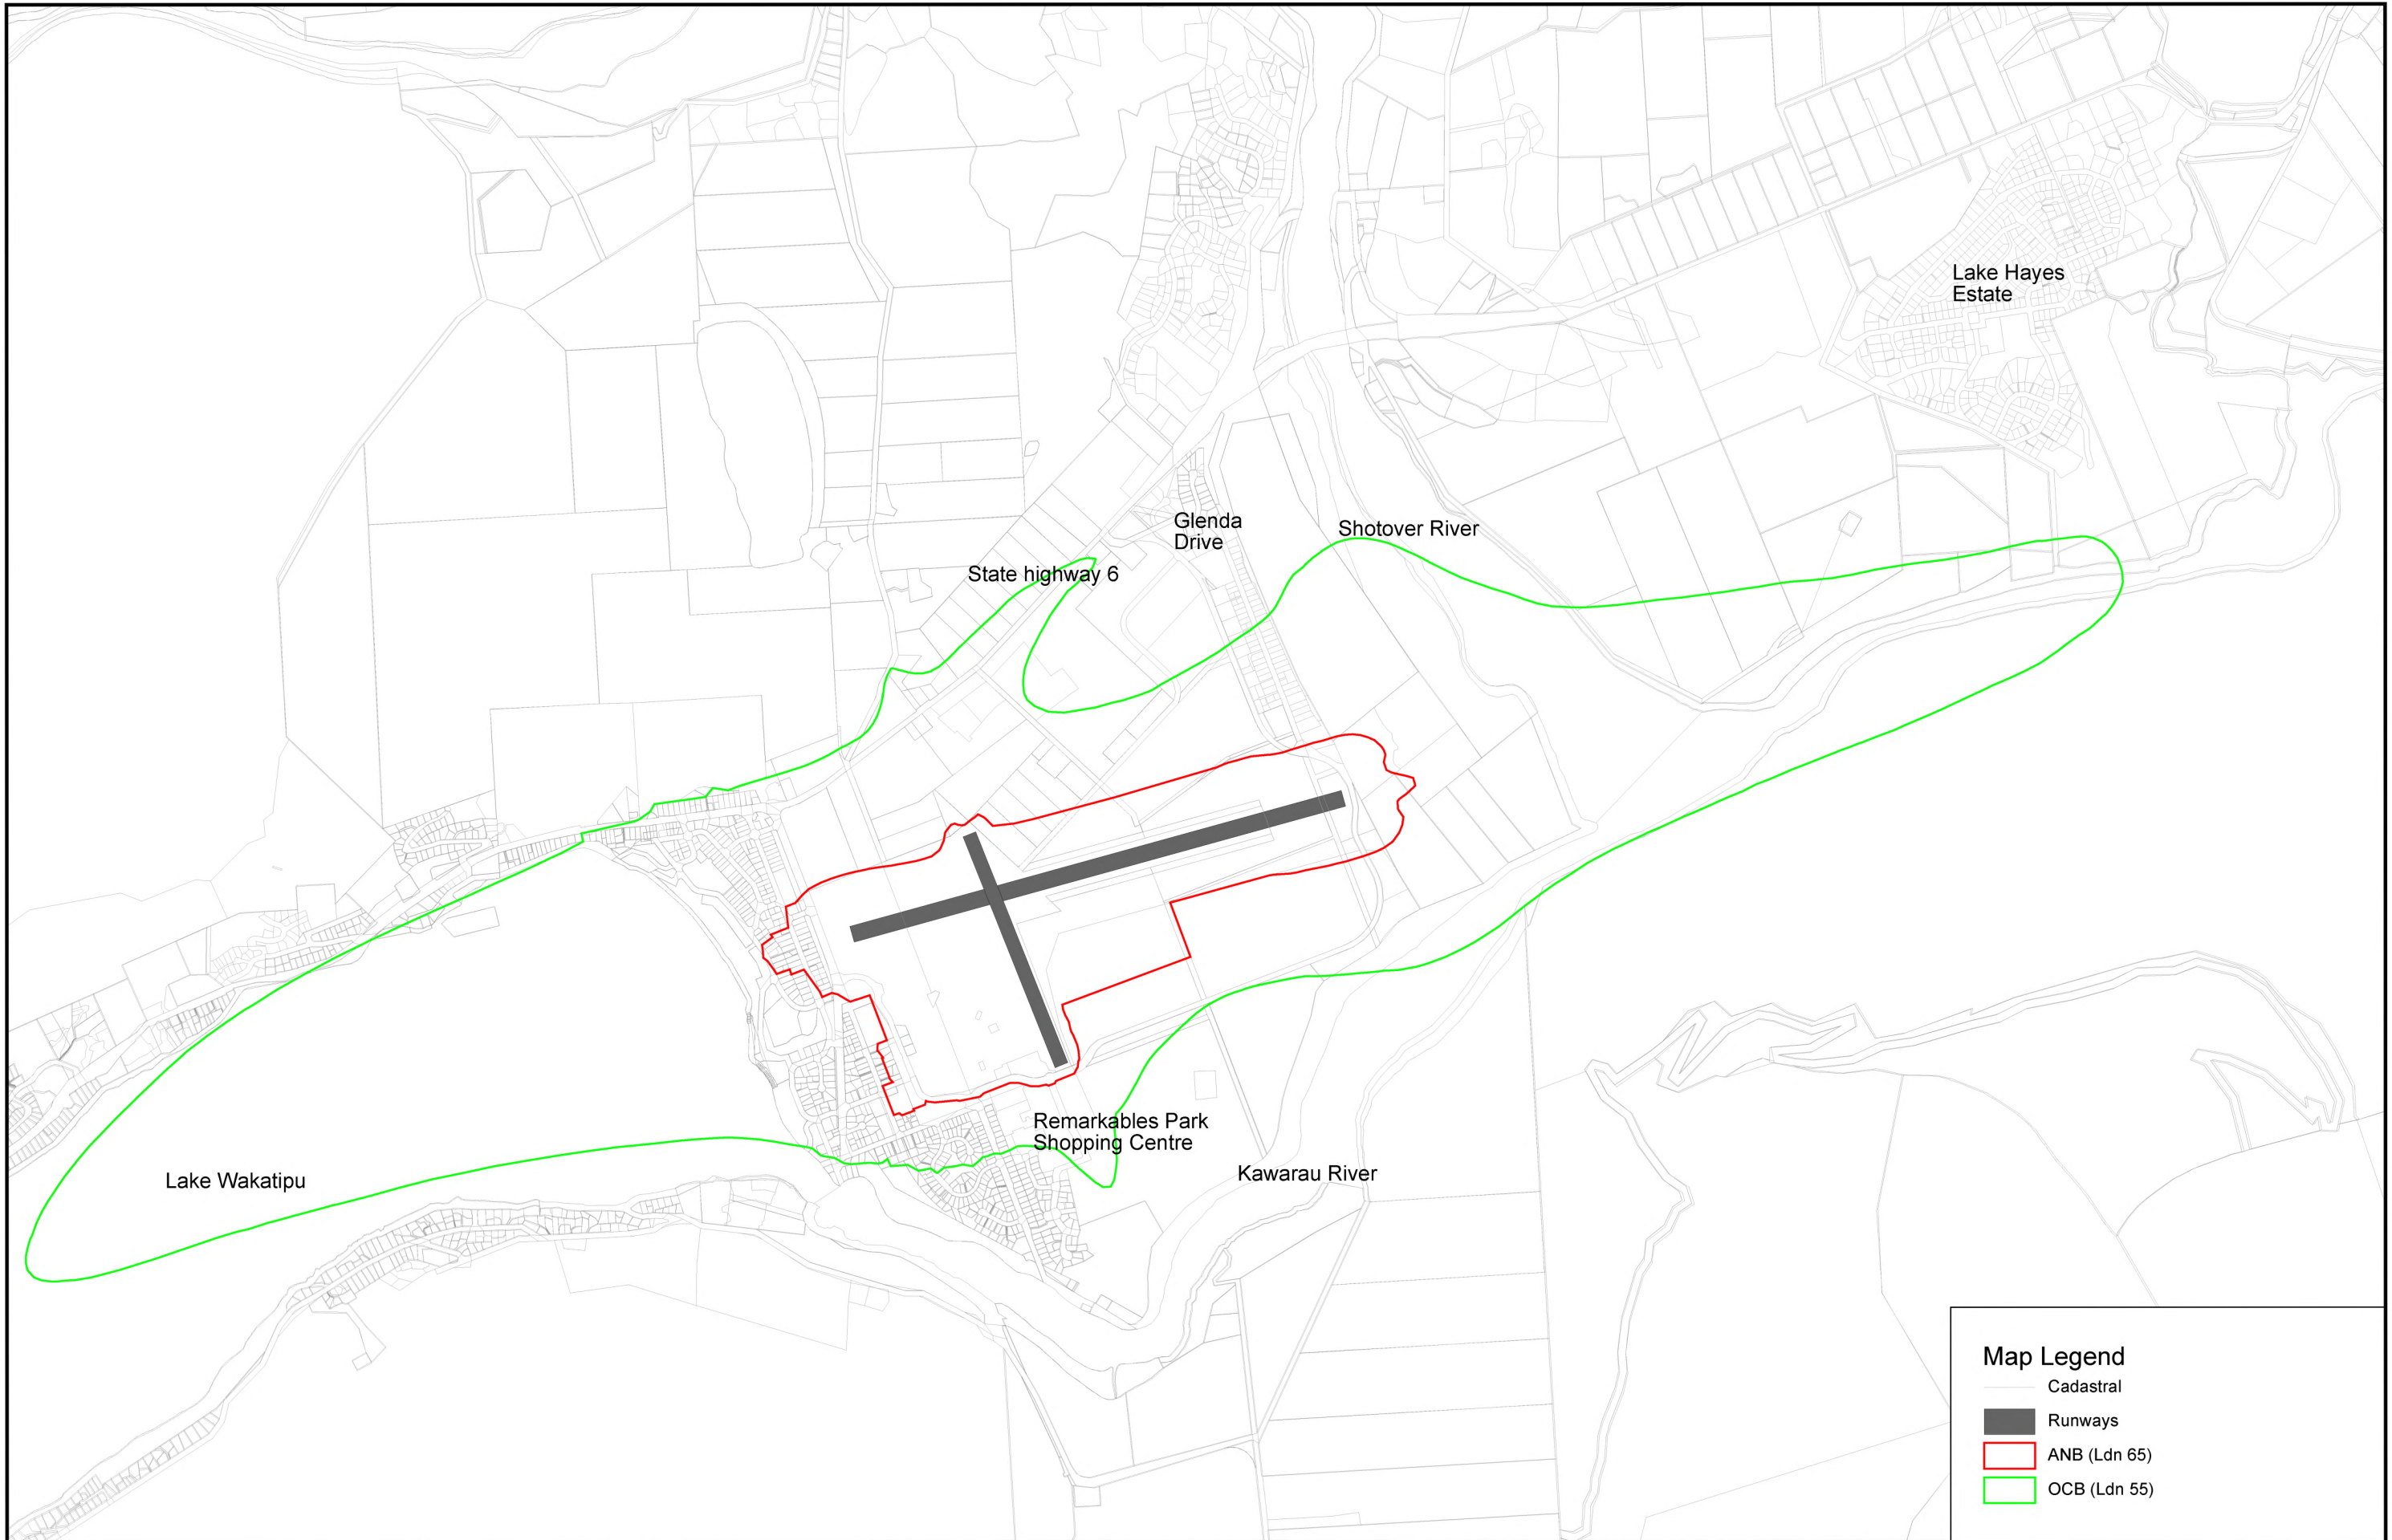 Lake Hayes
Estate
Glenda
Drive
Shotover River
State highway 6
Remarkables Park
Shopping Centre
Kawarau River
Lake Wakatipu
Map Legend
Cadastral
Runways
ANB (Ldn 65)
OCB (Ldn 55)